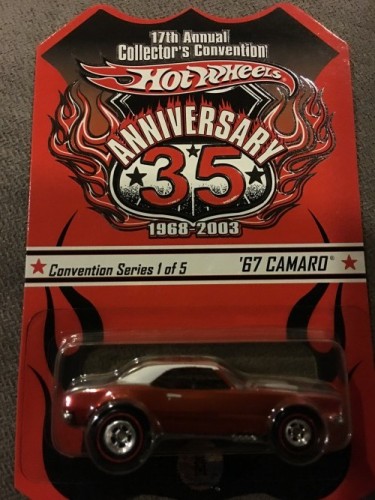 17th Annual
Collector's Convention
Hot Wheels
ANNIVERSARY
35
1968-2003
Convention Series 1 of 5
'67 CAMARO®